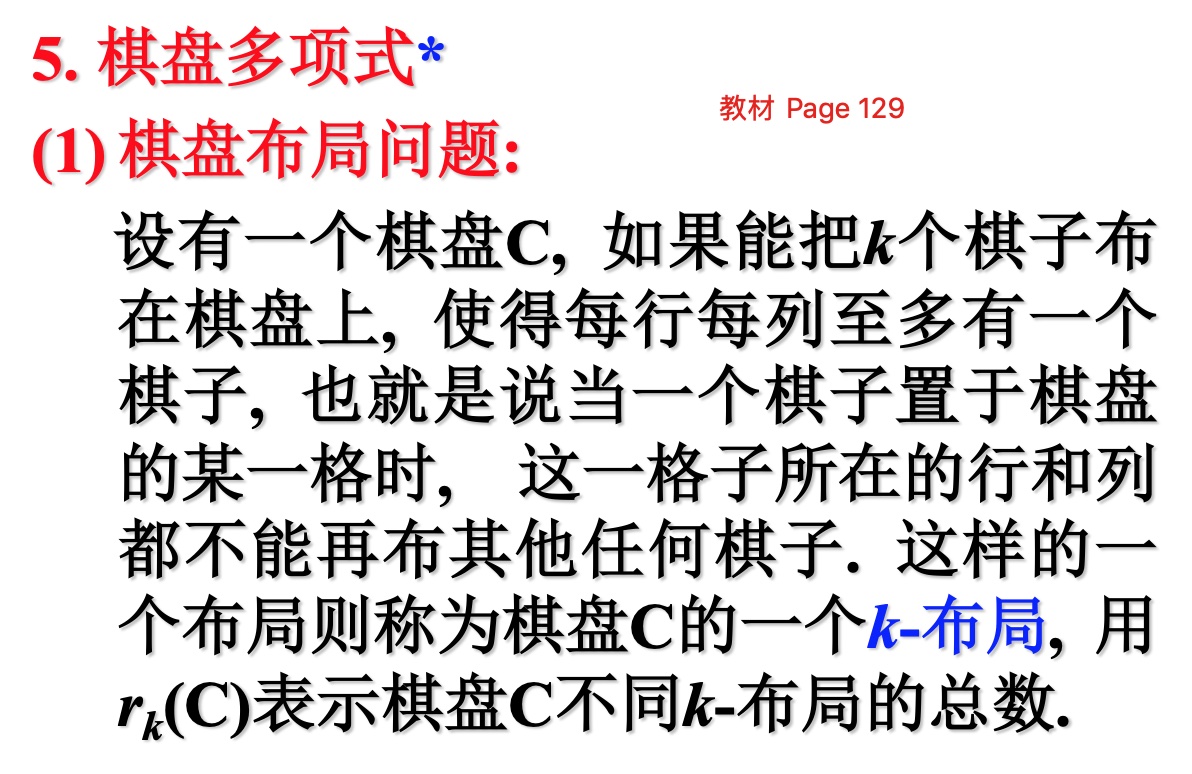 5. 棋盘多项式*
教材 Page 129
(1) 棋盘布局问题:
设有一个棋盘C, 如果能把k个棋子布
在棋盘上, 使得每行每列至多有一个
棋子, 也就是说当一个棋子置于棋盘
的某一格时, 这一格子所在的行和列
都不能再布其他任何棋子. 这样的一
个布局则称为棋盘C的一个k-布局, 用
rk(C)表示棋盘C不同k-布局的总数.